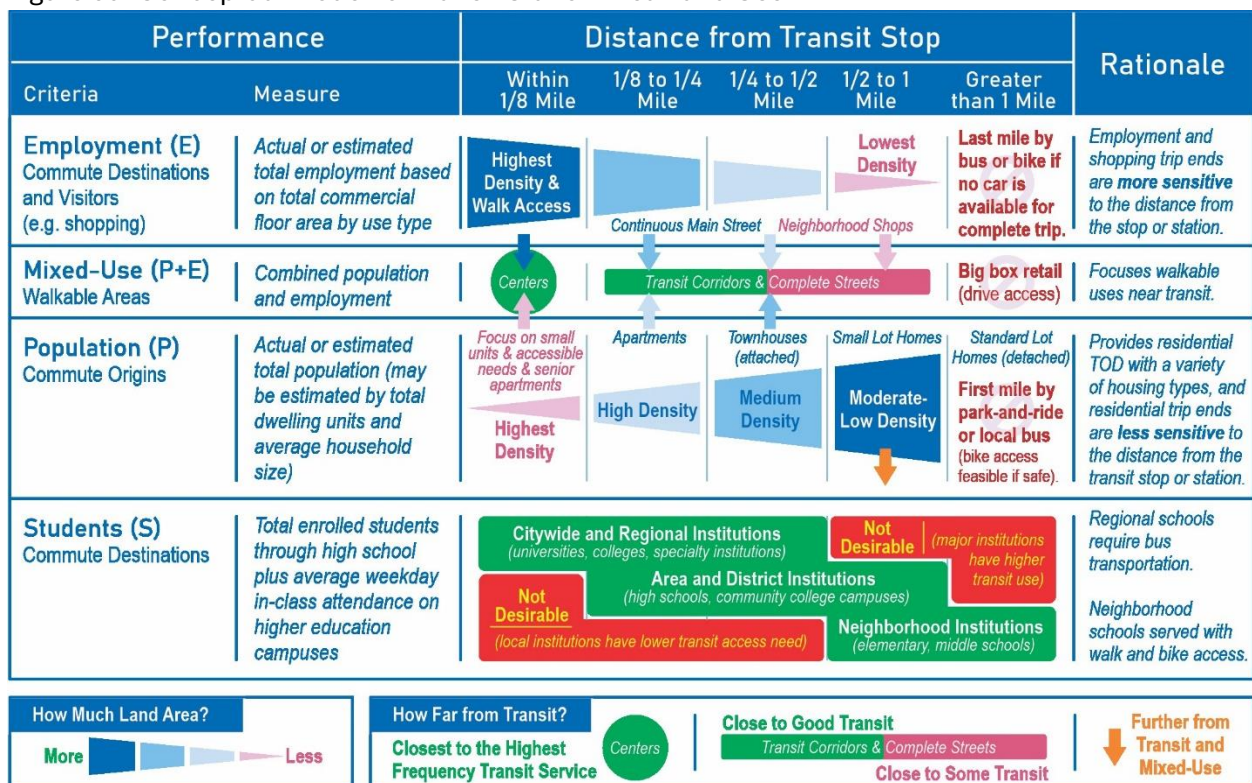 Performance
Distance from Transit Stop
Rationale
Criteria
Measure
Within
1/8 Mile
1/8 to 1/4
Mile
1/4 to 1/2
Mile
1/2 to 1
Mile
Greater
than 1 Mile
Employment (E)
Commute Destinations
and Visitors
(e.g. shopping)
Actual or estimated
total employment based
on total commercial
floor area by use type
Highest
Density &
Walk Access
Lowest
Density
Last mile by
bus or bike if
no car is
available for
complete trip.
Employment and
shopping trip ends
are more sensitive
to the distance from
the stop or station.
Continuous Main Street
Neighborhood Shops
Mixed-Use (P+E)
Walkable Areas
Combined population
and employment
Centers
Transit Corridors & Complete Streets
Big box retail
(drive access)
Focuses walkable
uses near transit.
Population (P)
Commute Origins
Actual or estimated
total population (may
be estimated by total
dwelling units and
average household
size)
Focus on small
units & accessible
needs & senior
apartments
Highest
Density
Apartments
High Density
Townhouses
(attached)
Medium
Density
Small Lot Homes
Moderate-
Low Density
Standard Lot
Homes (detached)
First mile by
park-and-ride
or local bus
(bike access
feasible if safe).
Provides residential
TOD with a variety
of housing types, and
residential trip ends
are less sensitive to
the distance from the
transit stop or station.
Students (S)
Commute Destinations
Total enrolled students
through high school
plus average weekday
in-class attendance on
higher education
campuses
Citywide and Regional Institutions
(universities, colleges, specialty institutions)
Not
Desirable
(major institutions
have higher
transit use)
Area and District Institutions
(high schools, community college campuses)
Not
Desirable
(local institutions have lower transit access need)
Neighborhood Institutions
(elementary, middle schools)
Regional schools
require bus
transportation.
Neighborhood
schools served with
walk and bike access.
How Much Land Area?
More
Less
How Far from Transit?
Closest to the Highest
Frequency Transit Service
Centers
Close to Good Transit
Transit Corridors & Complete Streets
Close to Some Transit
Further from
Transit and
Mixed-Use